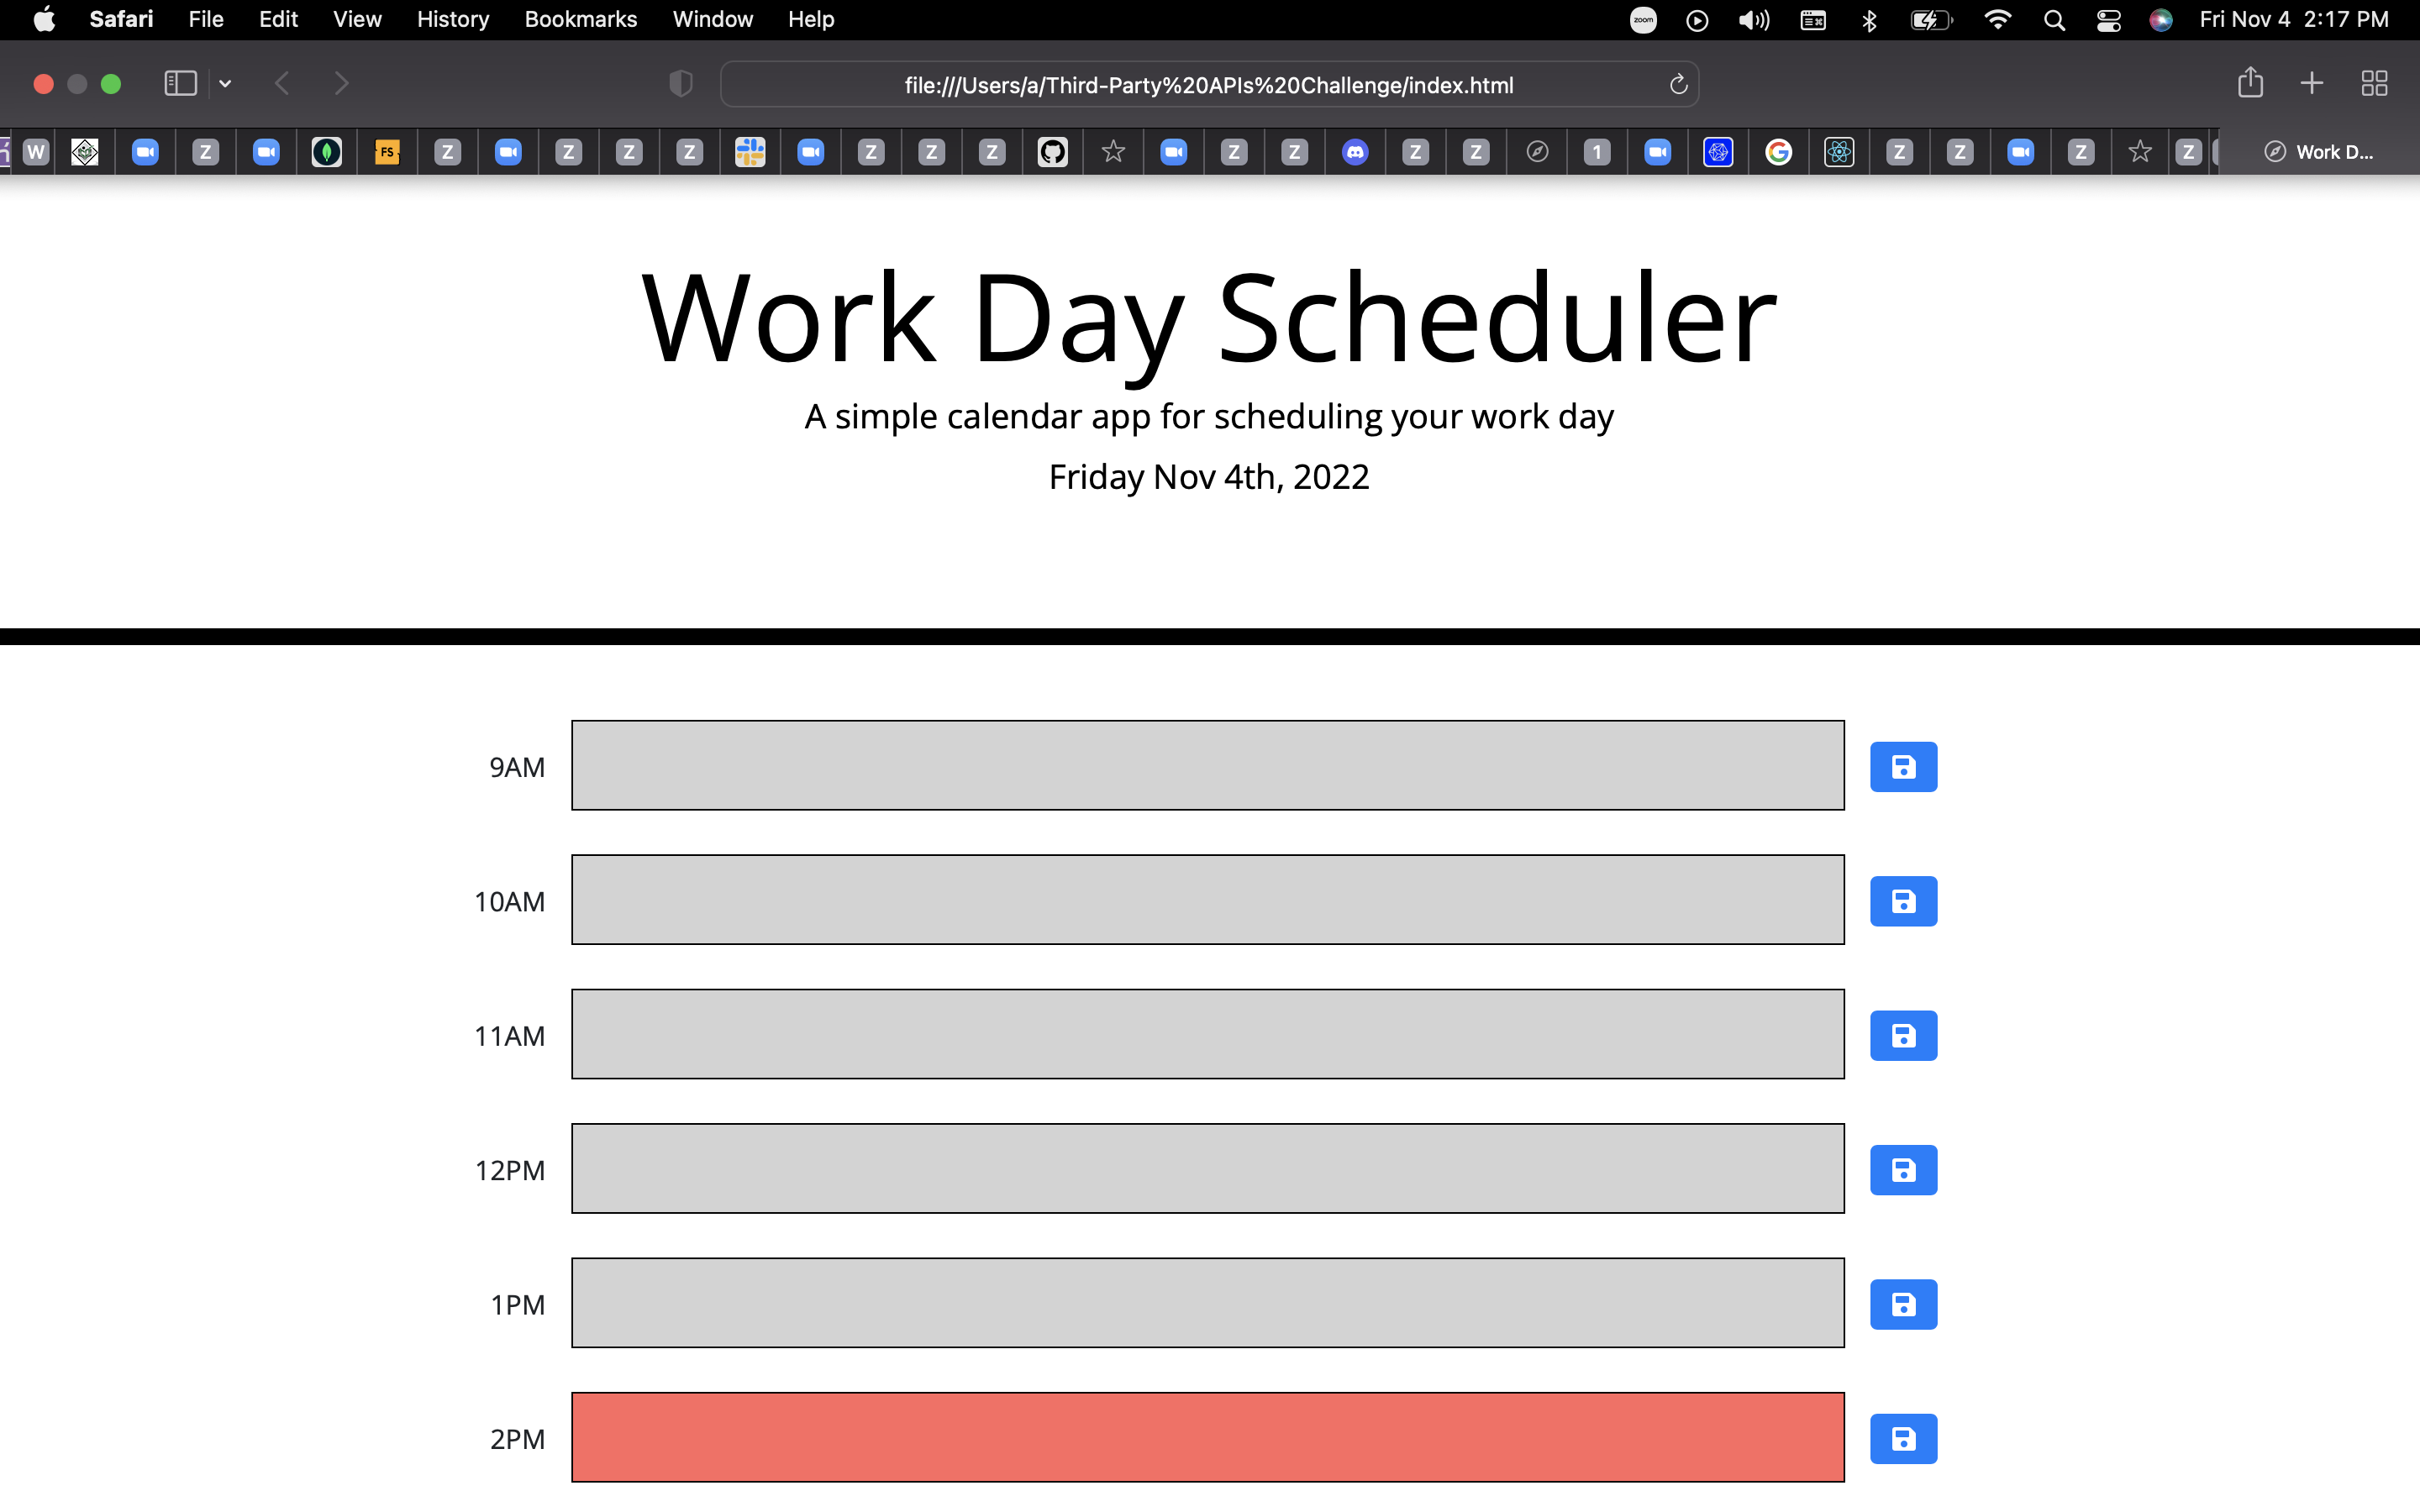 Safari File Edit View History Bookmarks Window Help zoom Fri Nov 4 2:17 PM
file:///Users/a/Third-Party%20APIs%20Challenge/index.html
W Z FS Z Z Z Z Z Z Z Z Z Z Z 1 Z Z Z Z Work D...
Work Day Scheduler
A simple calendar app for scheduling your work day
Friday Nov 4th, 2022
9AM
10AM
11AM
12PM
1PM
2PM